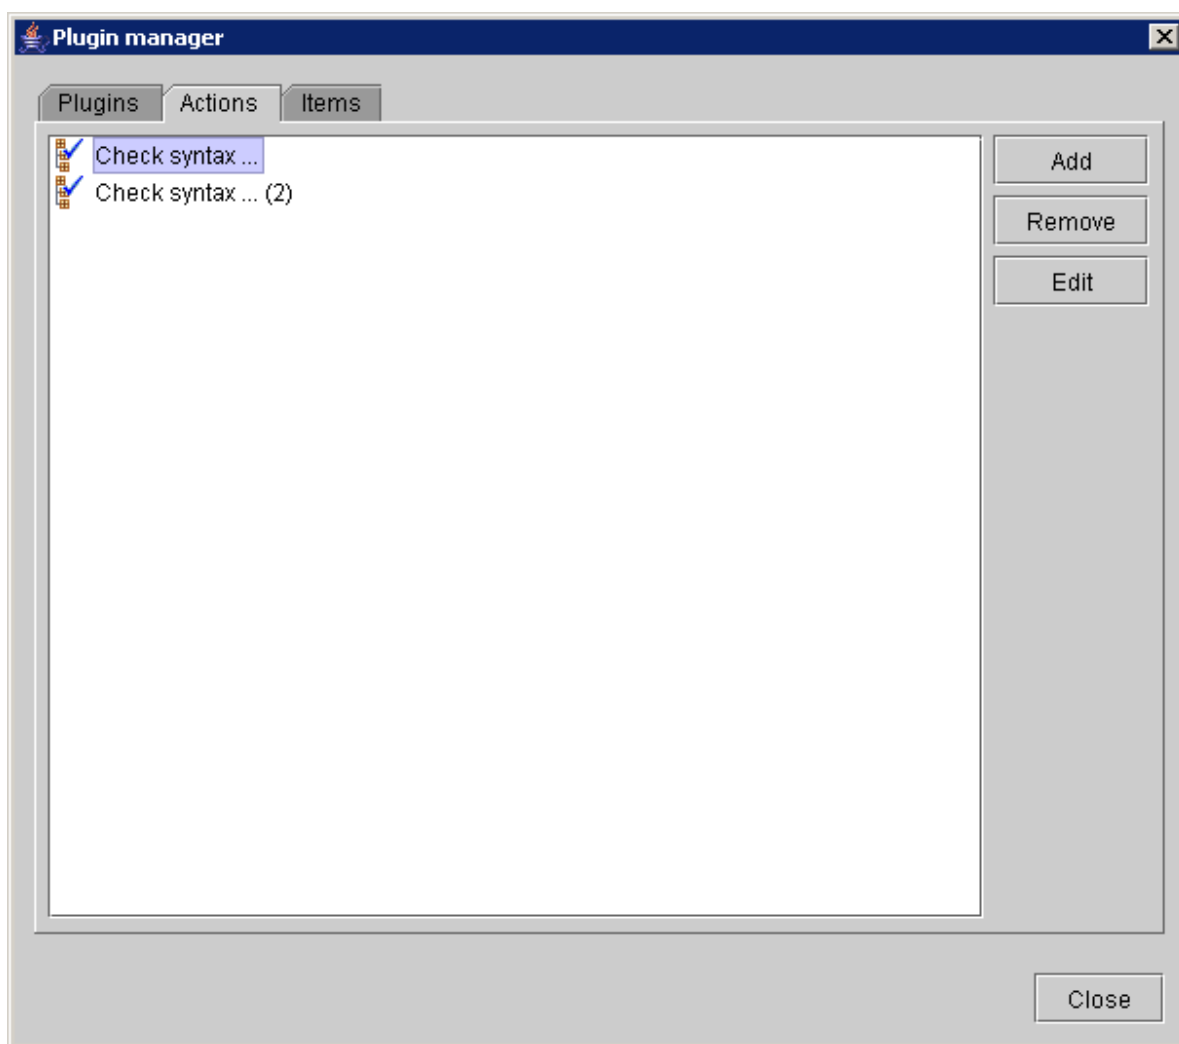 Plugin manager
Plugins Actions Items
Check syntax ...
Check syntax ... (2)
Add
Remove
Edit
Close